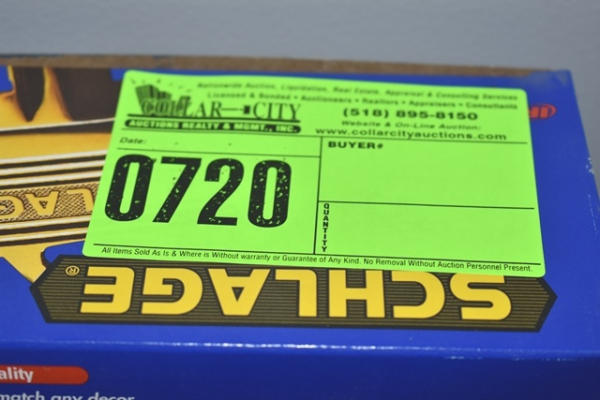 Nationwide Auction, Liquidation, Real Estate, Appraisal & Consulting Services
Licensed & Bonded • Auctioneers • Realtors • Appraisers • Consultants
COLLAR CITY
AUCTIONS REALTY & MGMT., INC.
(518) 895-8150
Website & On-Line Auction:
www.collarcityauctions.com
Date:
BUYER#
0720
QUANTITY
All Items Sold As Is & Where is Without warranty or Guarantee of Any Kind. No Removal Without Auction Personnel Present.
SCHLAGE®
LAGE
ality
match any decor